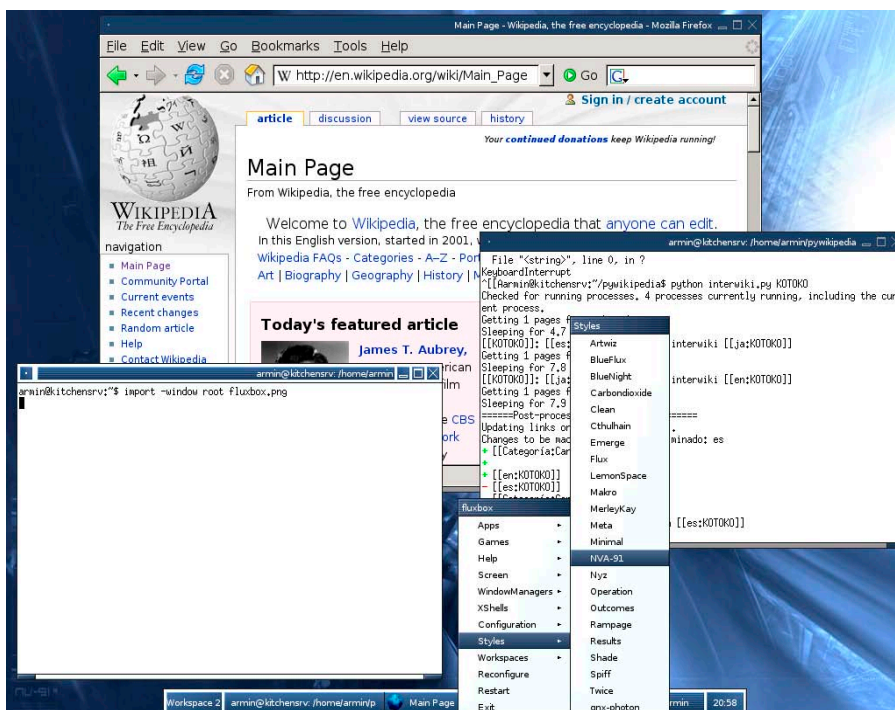 Main Page - Wikipedia, the free encyclopedia - Mozilla Firefox
File Edit View Go Bookmarks Tools Help
W http://en.wikipedia.org/wiki/Main_Page Go G
Sign in / create account
article discussion view source history
Your continued donations keep Wikipedia running!
Main Page
From Wikipedia, the free encyclopedia
WIKIPEDIA
The Free Encyclopedia
Welcome to Wikipedia, the free encyclopedia that anyone can edit.
In this English version, started in 2001,
Wikipedia FAQs - Categories - A–Z -
Art | Biography | Geography | History |
navigation
Main Page
Community Portal
Current events
Recent changes
Random article
Help
Contact Wikipedia
Today's featured article
James T. Aubrey,
CBS
armin@kitchensrv: /home/armin/pywikipedia
File "<string>", line 0, in ?
KeyboardInterrupt
^[[Aarmin@kitchensrv:~/pywikipedia$ python interwiki.py KOTOKO
Checked for running processes. 4 processes currently running, including the cur
ent process.
Getting 1 pages f
Sleeping for 4.7
[[KOTOKO]]: [[es: interwiki [[ja:KOTOKO]]
Getting 1 pages f
Sleeping for 7.8
[[KOTOKO]]: [[ja: interwiki [[en:KOTOKO]]
Getting 1 pages f
Sleeping for 7.9
======Post-proces ======
Updating links on .
Changes to be mad minado: es
+ [[Categoría:Can
+
+ [[en:KOTOKO]]
- [[es:KOTOKO]]
[[es:KOTOKO]]
armin@kitchensrv: /home/armin
armin@kitchensrv:~$ import -window root fluxbox.png
fluxbox
Apps
Games
Help
Screen
WindowManagers
XShells
Configuration
Styles
Workspaces
Reconfigure
Restart
Exit
Styles
Artwiz
BlueFlux
BlueNight
Carbondioxide
Clean
Cthulhain
Emerge
Flux
LemonSpace
Makro
MerleyKay
Meta
Minimal
NVA-91
Nyz
Operation
Outcomes
Rampage
Results
Shade
Spiff
Twice
qnx-photon
Workspace 2 armin@kitchensrv: /home/armin/p Main Page rmin 20:58